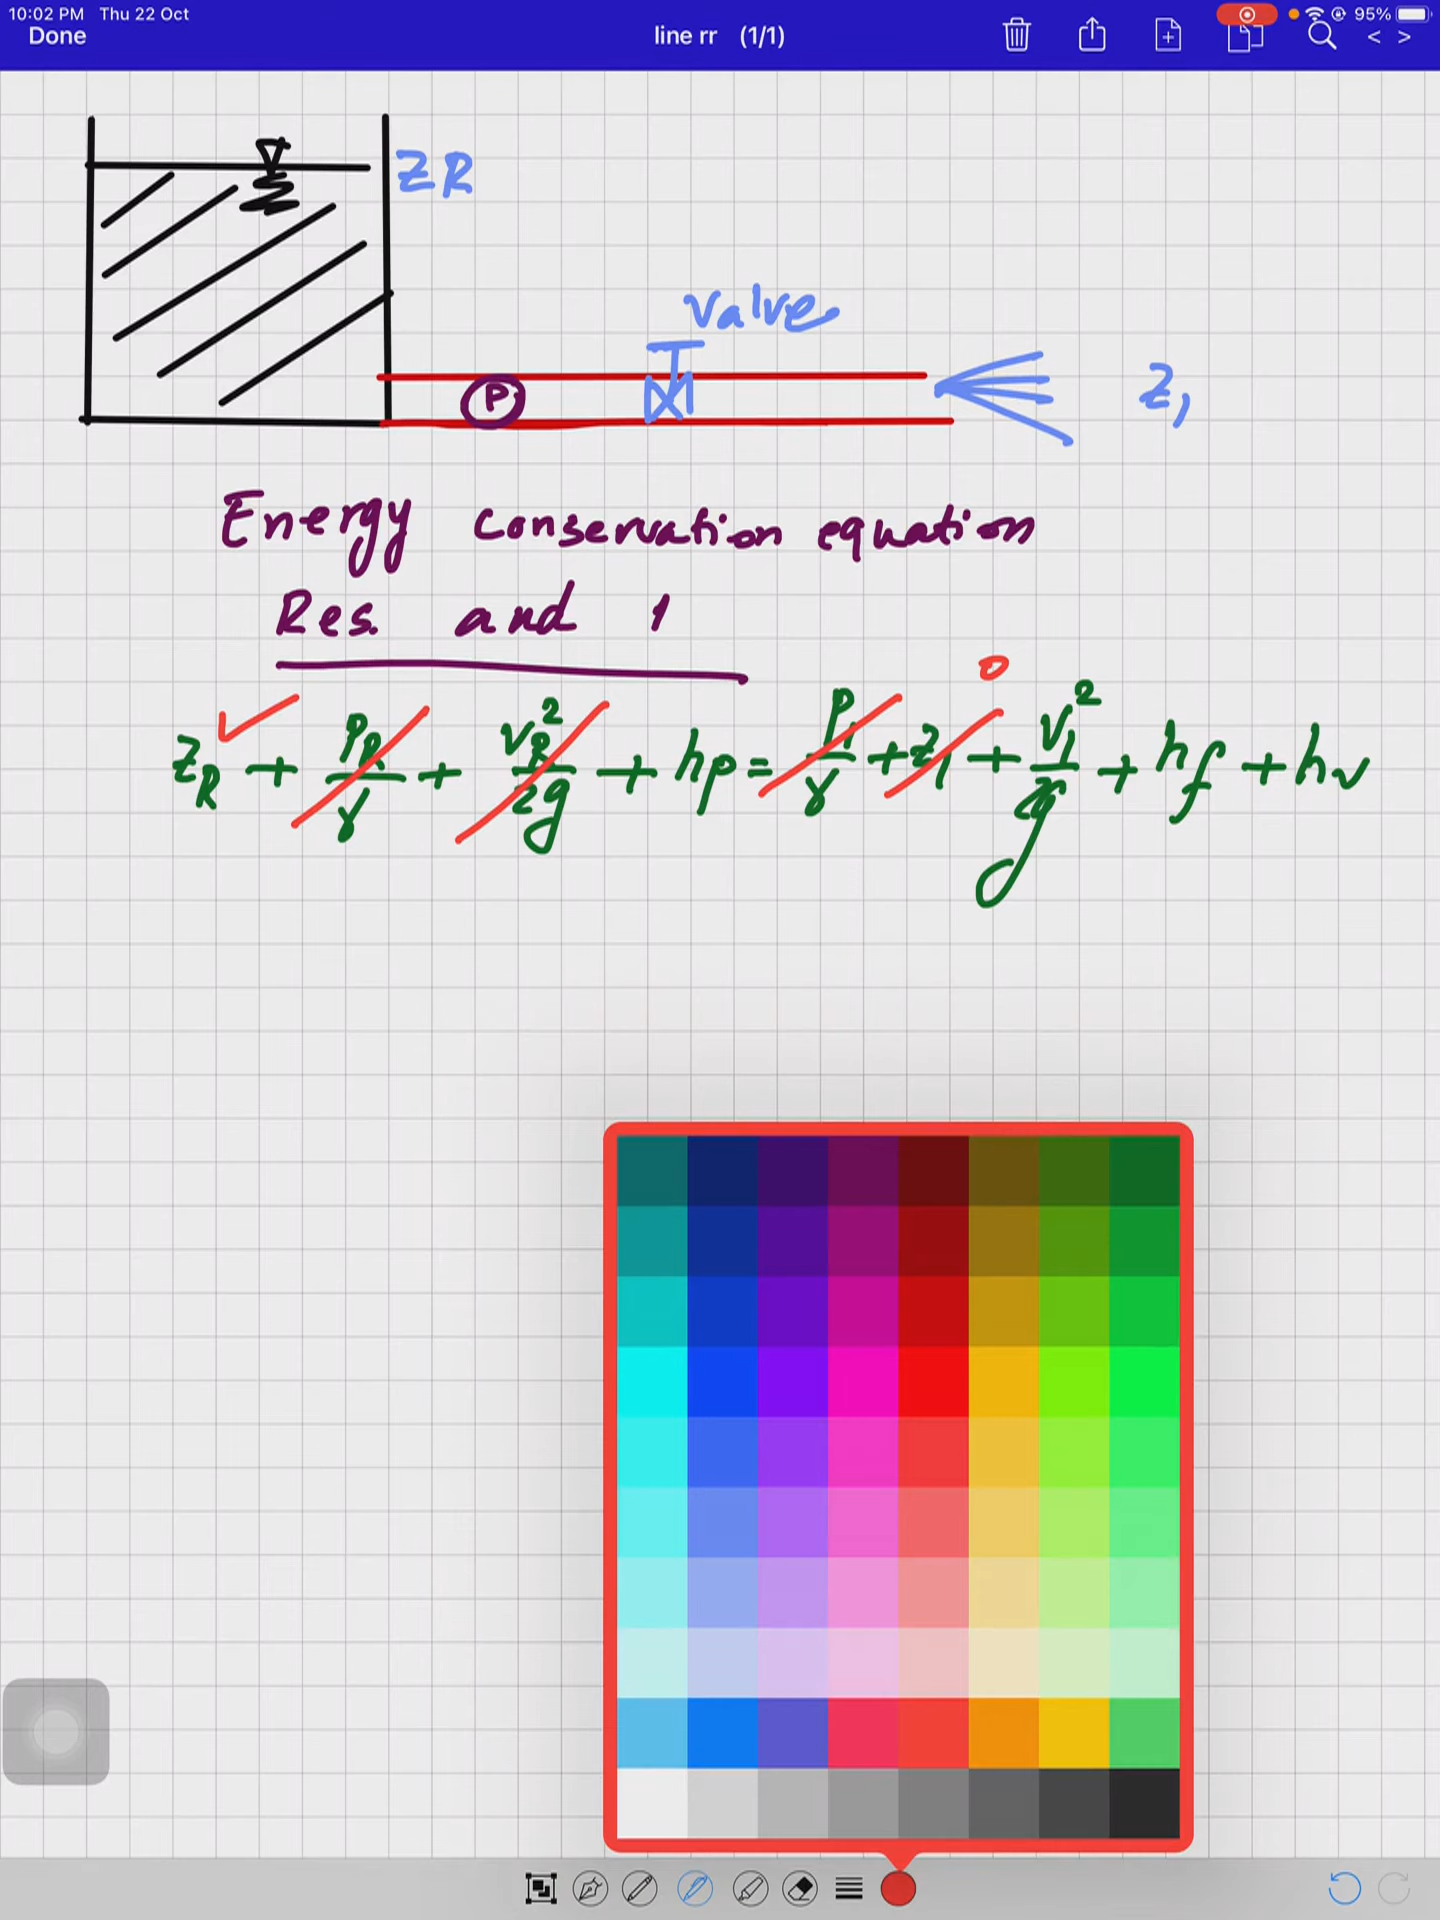 10:02 PM Thu 22 Oct
95%
Done
line rr (1/1)
< >
ZR
valve
P
Z1
Energy conservation equation
Res. and 1
0
ZR + PR/γ + VR²/2g + hp = P1/γ + Z1 + V1²/2g + hf + hv